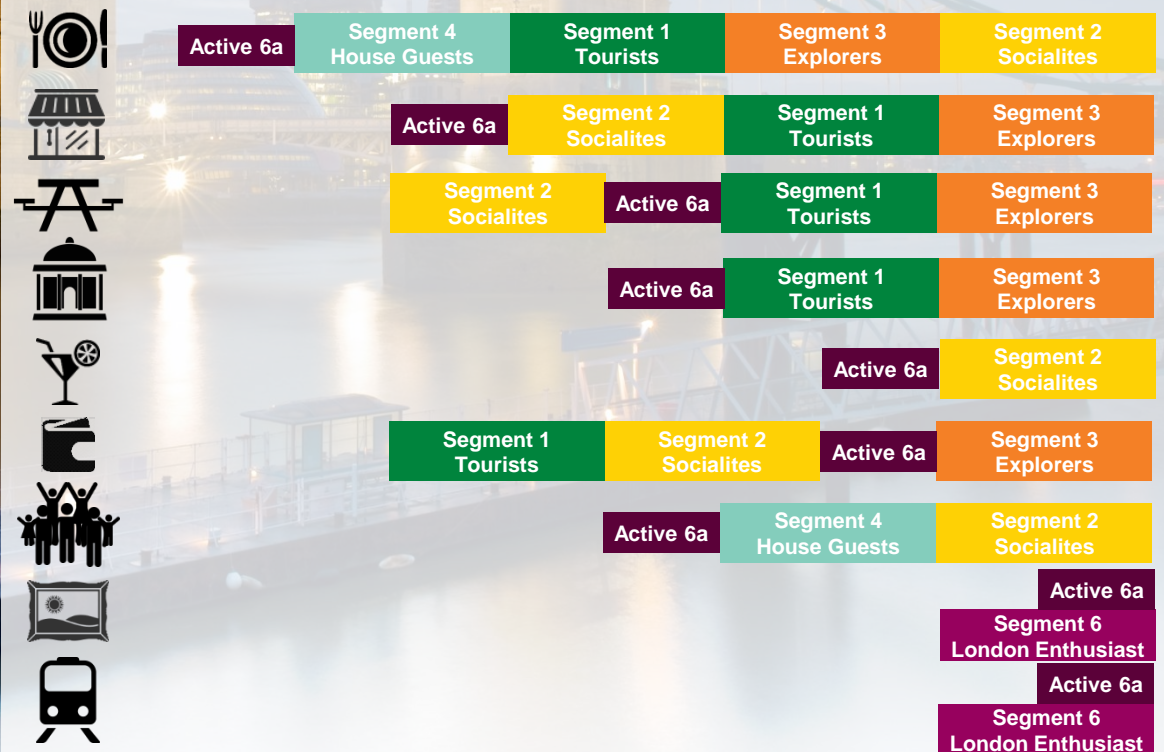 Active 6a
Segment 4
House Guests
Segment 1
Tourists
Segment 3
Explorers
Segment 2
Socialites
Active 6a
Segment 2
Socialites
Segment 1
Tourists
Segment 3
Explorers
Segment 2
Socialites
Active 6a
Segment 1
Tourists
Segment 3
Explorers
Active 6a
Segment 1
Tourists
Segment 3
Explorers
Active 6a
Segment 2
Socialites
Segment 1
Tourists
Segment 2
Socialites
Active 6a
Segment 3
Explorers
Active 6a
Segment 4
House Guests
Segment 2
Socialites
Active 6a
Segment 6
London Enthusiast
Active 6a
Segment 6
London Enthusiast